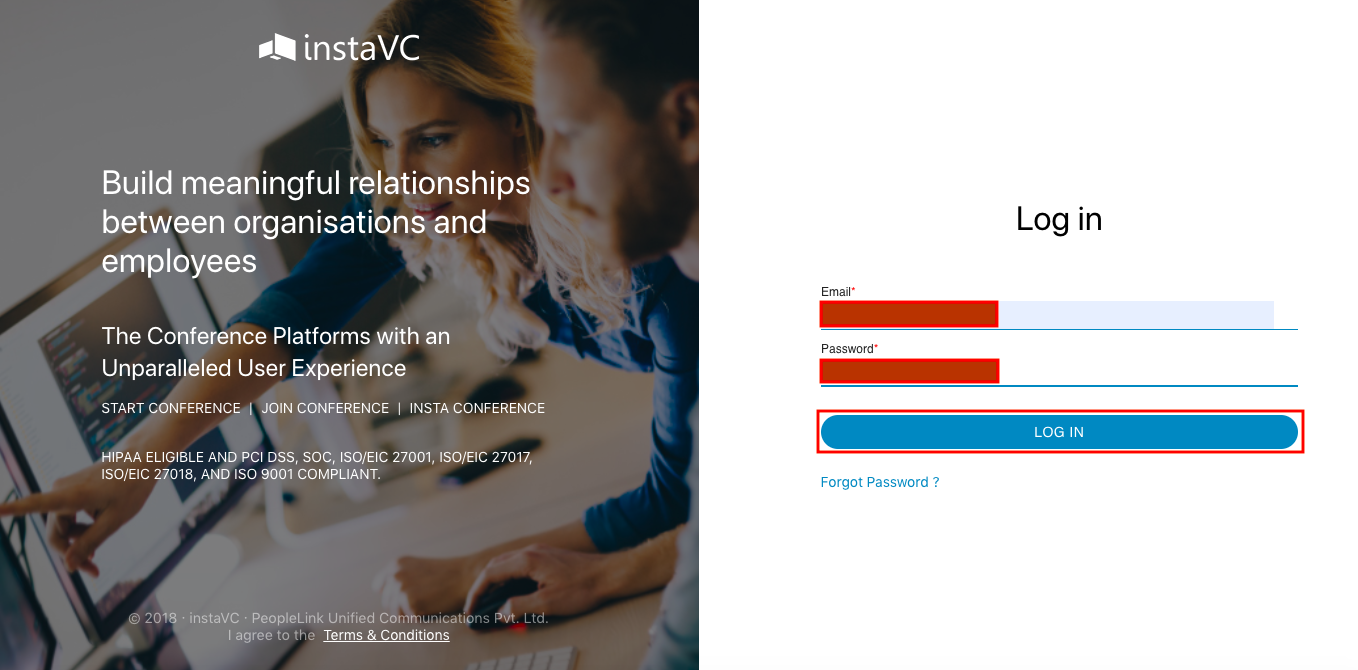 instaVC
Build meaningful relationships
between organisations and
employees
The Conference Platforms with an
Unparalleled User Experience
START CONFERENCE | JOIN CONFERENCE | INSTA CONFERENCE
HIPAA ELIGIBLE AND PCI DSS, SOC, ISO/EIC 27001, ISO/EIC 27017,
ISO/EIC 27018, AND ISO 9001 COMPLIANT.
© 2018 · instaVC · PeopleLink Unified Communications Pvt. Ltd.
I agree to the Terms & Conditions
Log in
Email*
Password*
LOG IN
Forgot Password ?